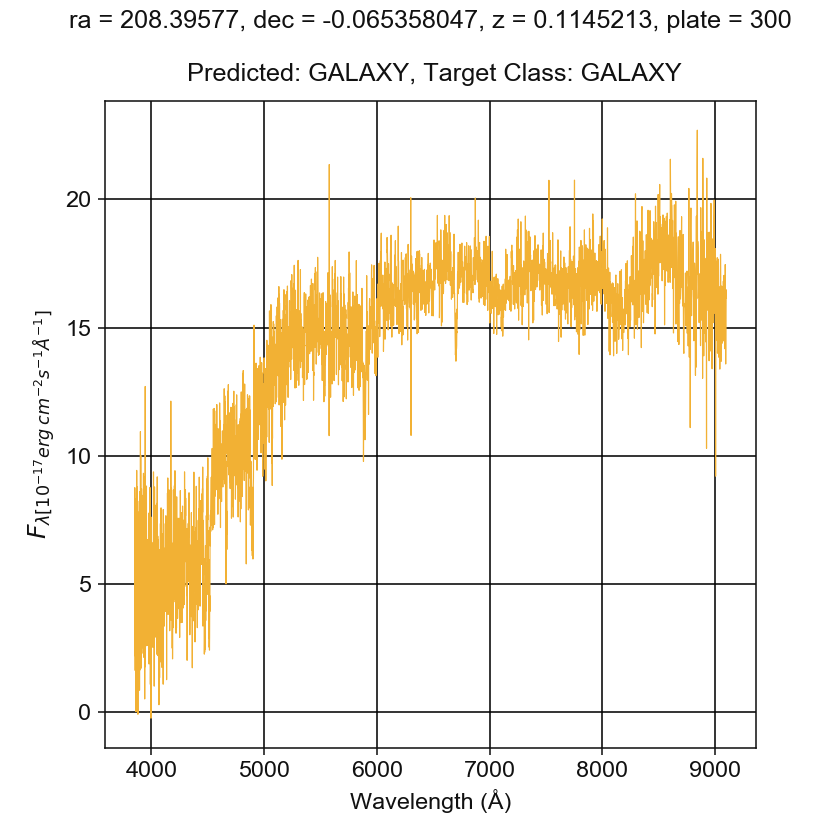 ra = 208.39577, dec = -0.065358047, z = 0.1145213, plate = 300
Predicted: GALAXY, Target Class: GALAXY
20
15
10
5
0
F_λ[10^{-17} erg cm^{-2} s^{-1} Å^{-1}]
4000 5000 6000 7000 8000 9000
Wavelength (Å)